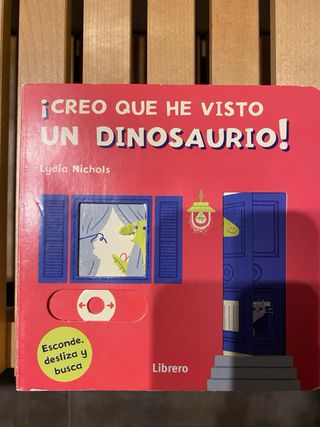 ¡CREO QUE HE VISTO
UN DINOSAURIO!
Lydia Nichols
Esconde,
desliza y
busca
Librero